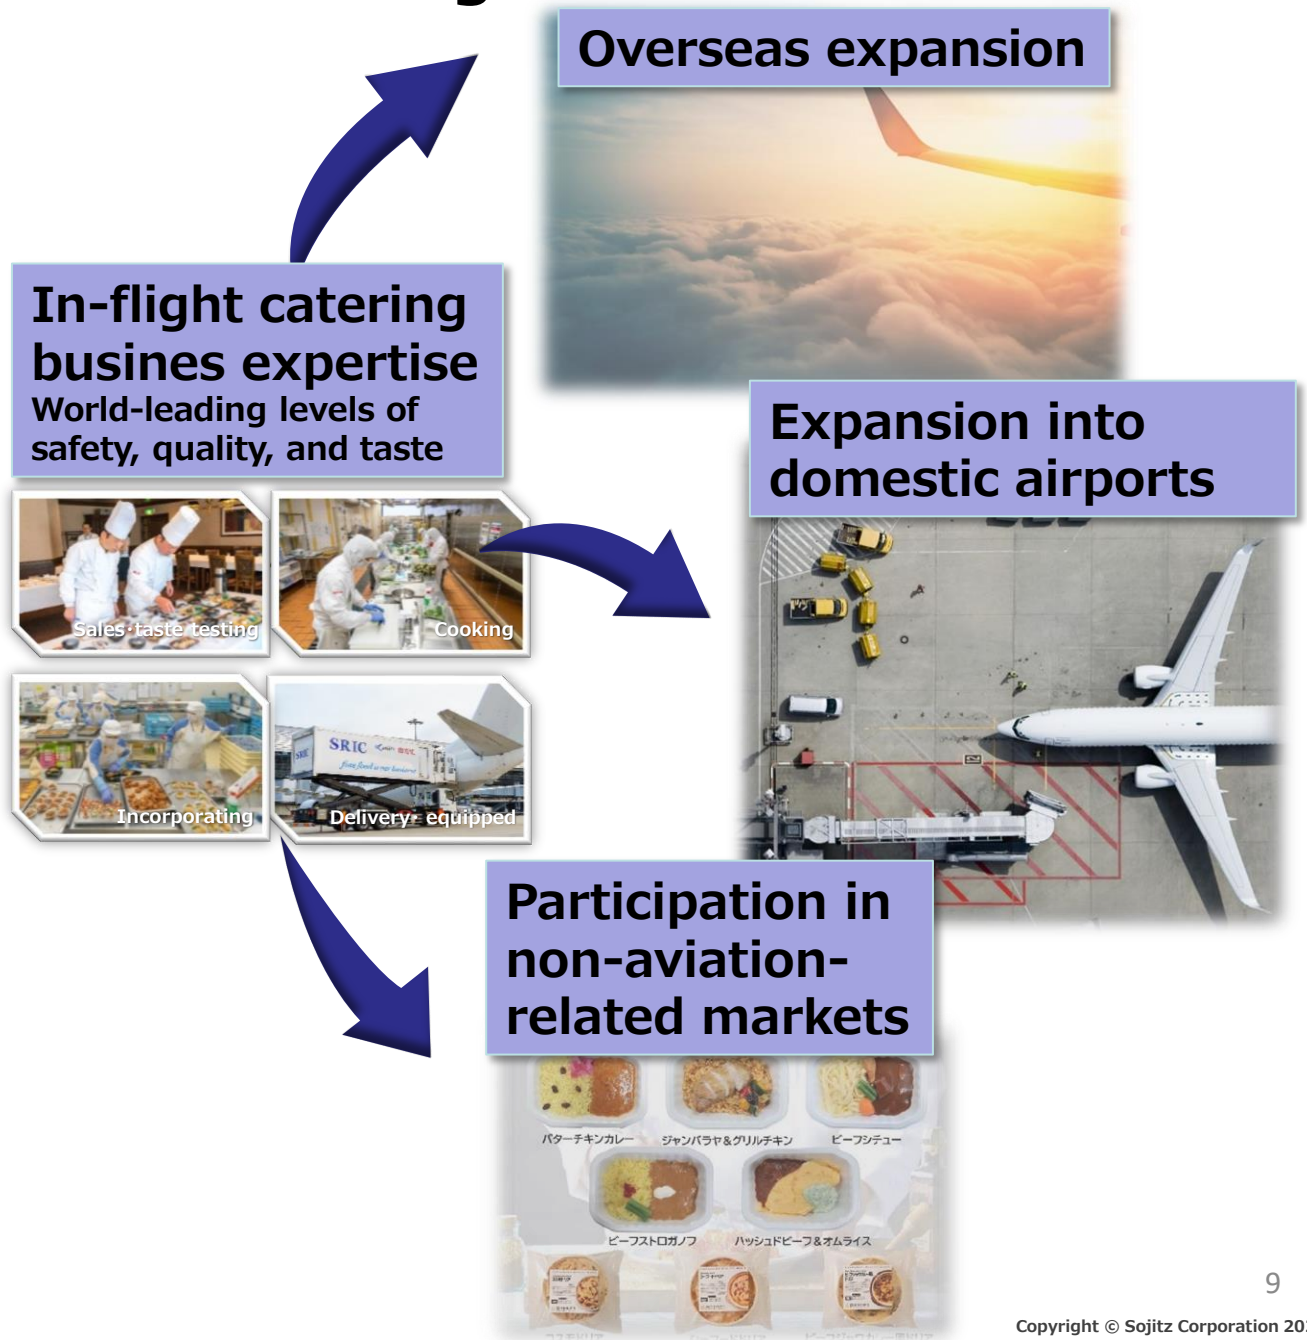 Overseas expansion
In-flight catering
busines expertise
World-leading levels of
safety, quality, and taste
Expansion into
domestic airports
Sales・taste testing
Cooking
SRIC
Incorporating
Delivery・ equipped
Participation in
non-aviation-
related markets
バターチキンカレー ジャンバラヤ&グリルチキン ビーフシチュー
ビーフストロガノフ ハッシュドビーフ&オムライス
9
Copyright © Sojitz Corporation 20